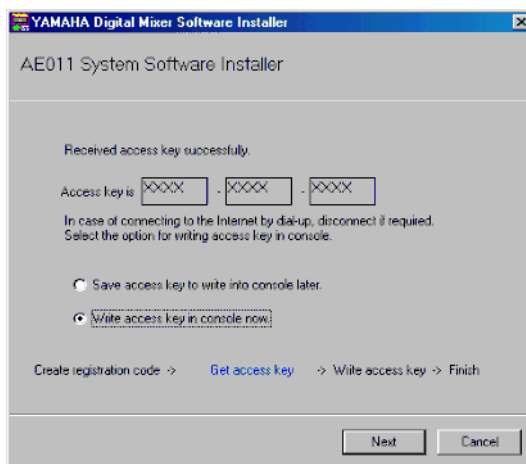 YAMAHA Digital Mixer Software Installer
AE011 System Software Installer
Received access key successfully.
Access key is XXXX - XXXX - XXXX
In case of connecting to the Internet by dial-up, disconnect if required.
Select the option for writing access key in console.
Save access key to write into console later.
Write access key in console now.
Create registration code -> Get access key -> Write access key -> Finish
Next Cancel